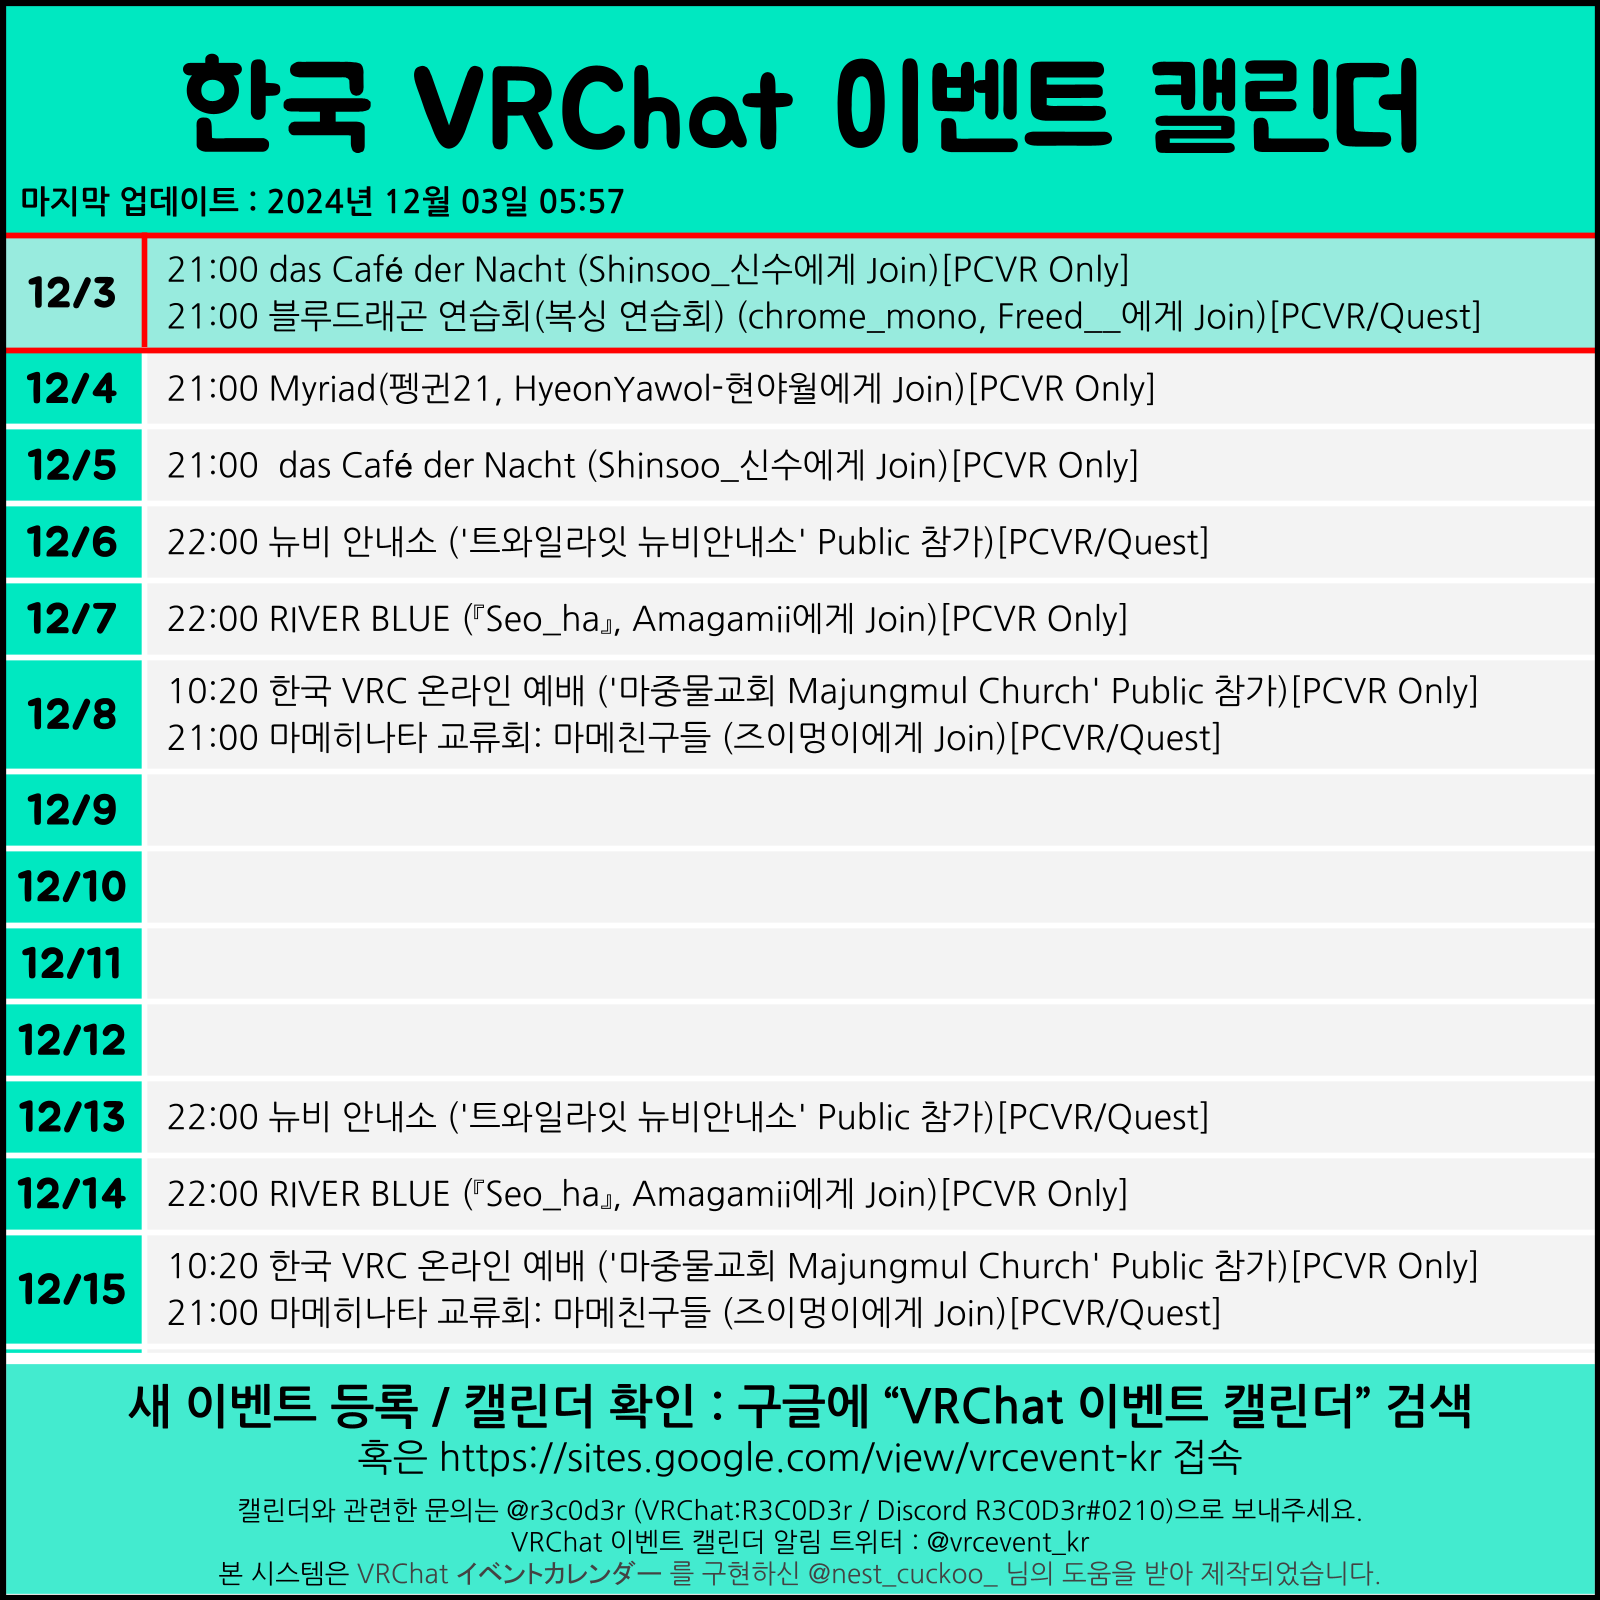 한국 VRChat 이벤트 캘린더
마지막 업데이트 : 2024년 12월 03일 05:57
12/3
21:00 das Café der Nacht (Shinsoo_신수에게 Join)[PCVR Only]
21:00 블루드래곤 연습회(복싱 연습회) (chrome_mono, Freed__에게 Join)[PCVR/Quest]
12/4
21:00 Myriad(펭귄21, HyeonYawol-현야월에게 Join)[PCVR Only]
12/5
21:00  das Café der Nacht (Shinsoo_신수에게 Join)[PCVR Only]
12/6
22:00 뉴비 안내소 ('트와일라잇 뉴비안내소' Public 참가)[PCVR/Quest]
12/7
22:00 RIVER BLUE (『Seo_ha』, Amagamii에게 Join)[PCVR Only]
12/8
10:20 한국 VRC 온라인 예배 ('마중물교회 Majungmul Church' Public 참가)[PCVR Only]
21:00 마메히나타 교류회: 마메친구들 (즈이멍이에게 Join)[PCVR/Quest]
12/9
12/10
12/11
12/12
12/13
22:00 뉴비 안내소 ('트와일라잇 뉴비안내소' Public 참가)[PCVR/Quest]
12/14
22:00 RIVER BLUE (『Seo_ha』, Amagamii에게 Join)[PCVR Only]
12/15
10:20 한국 VRC 온라인 예배 ('마중물교회 Majungmul Church' Public 참가)[PCVR Only]
21:00 마메히나타 교류회: 마메친구들 (즈이멍이에게 Join)[PCVR/Quest]
새 이벤트 등록 / 캘린더 확인 : 구글에 “VRChat 이벤트 캘린더” 검색
혹은 https://sites.google.com/view/vrcevent-kr 접속
캘린더와 관련한 문의는 @r3c0d3r (VRChat:R3C0D3r / Discord R3C0D3r#0210)으로 보내주세요.
VRChat 이벤트 캘린더 알림 트위터 : @vrcevent_kr
본 시스템은 VRChat イベントカレンダー 를 구현하신 @nest_cuckoo_ 님의 도움을 받아 제작되었습니다.